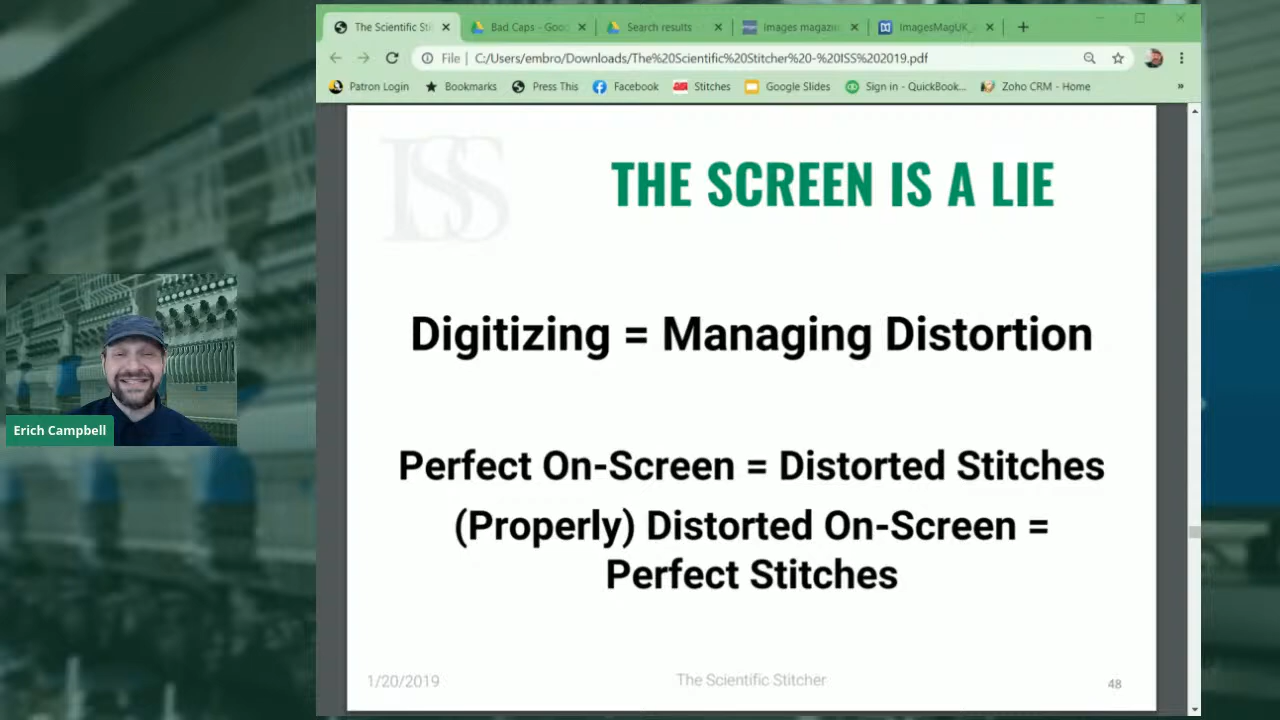 The Scientific Sti
Bad Caps - Goo
Search results
Images magazin
ImagesMagUK_
File
C:/Users/embro/Downloads/The%20Scientific%20Stitcher%20-%20ISS%202019.pdf
Patron Login
Bookmarks
Press This
Facebook
Stitches
Google Slides
Sign in - QuickBook...
Zoho CRM - Home
»
ISS
THE SCREEN IS A LIE
Digitizing = Managing Distortion
Perfect On-Screen = Distorted Stitches
(Properly) Distorted On-Screen =
Perfect Stitches
1/20/2019
The Scientific Stitcher
48
Erich Campbell